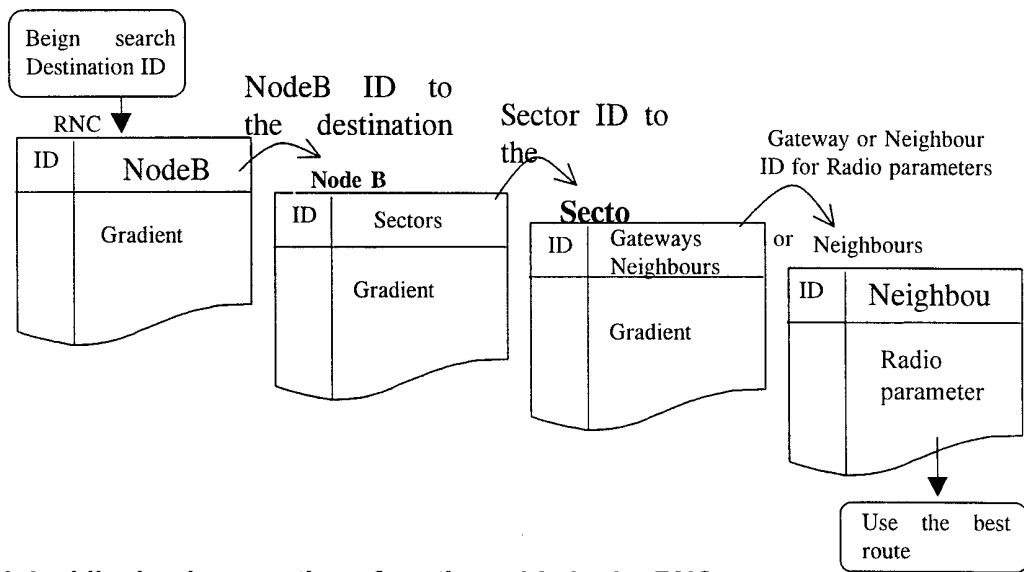 Beign search
Destination ID
NodeB ID to
the destination
Sector ID to
the
Gateway or Neighbour
ID for Radio parameters
RNC
ID NodeB
Gradient
Node B
ID Sectors
Gradient
Secto
ID Gateways
Neighbours
Gradient
or Neighbours
ID Neighbou
Radio
parameter
Use the best
route